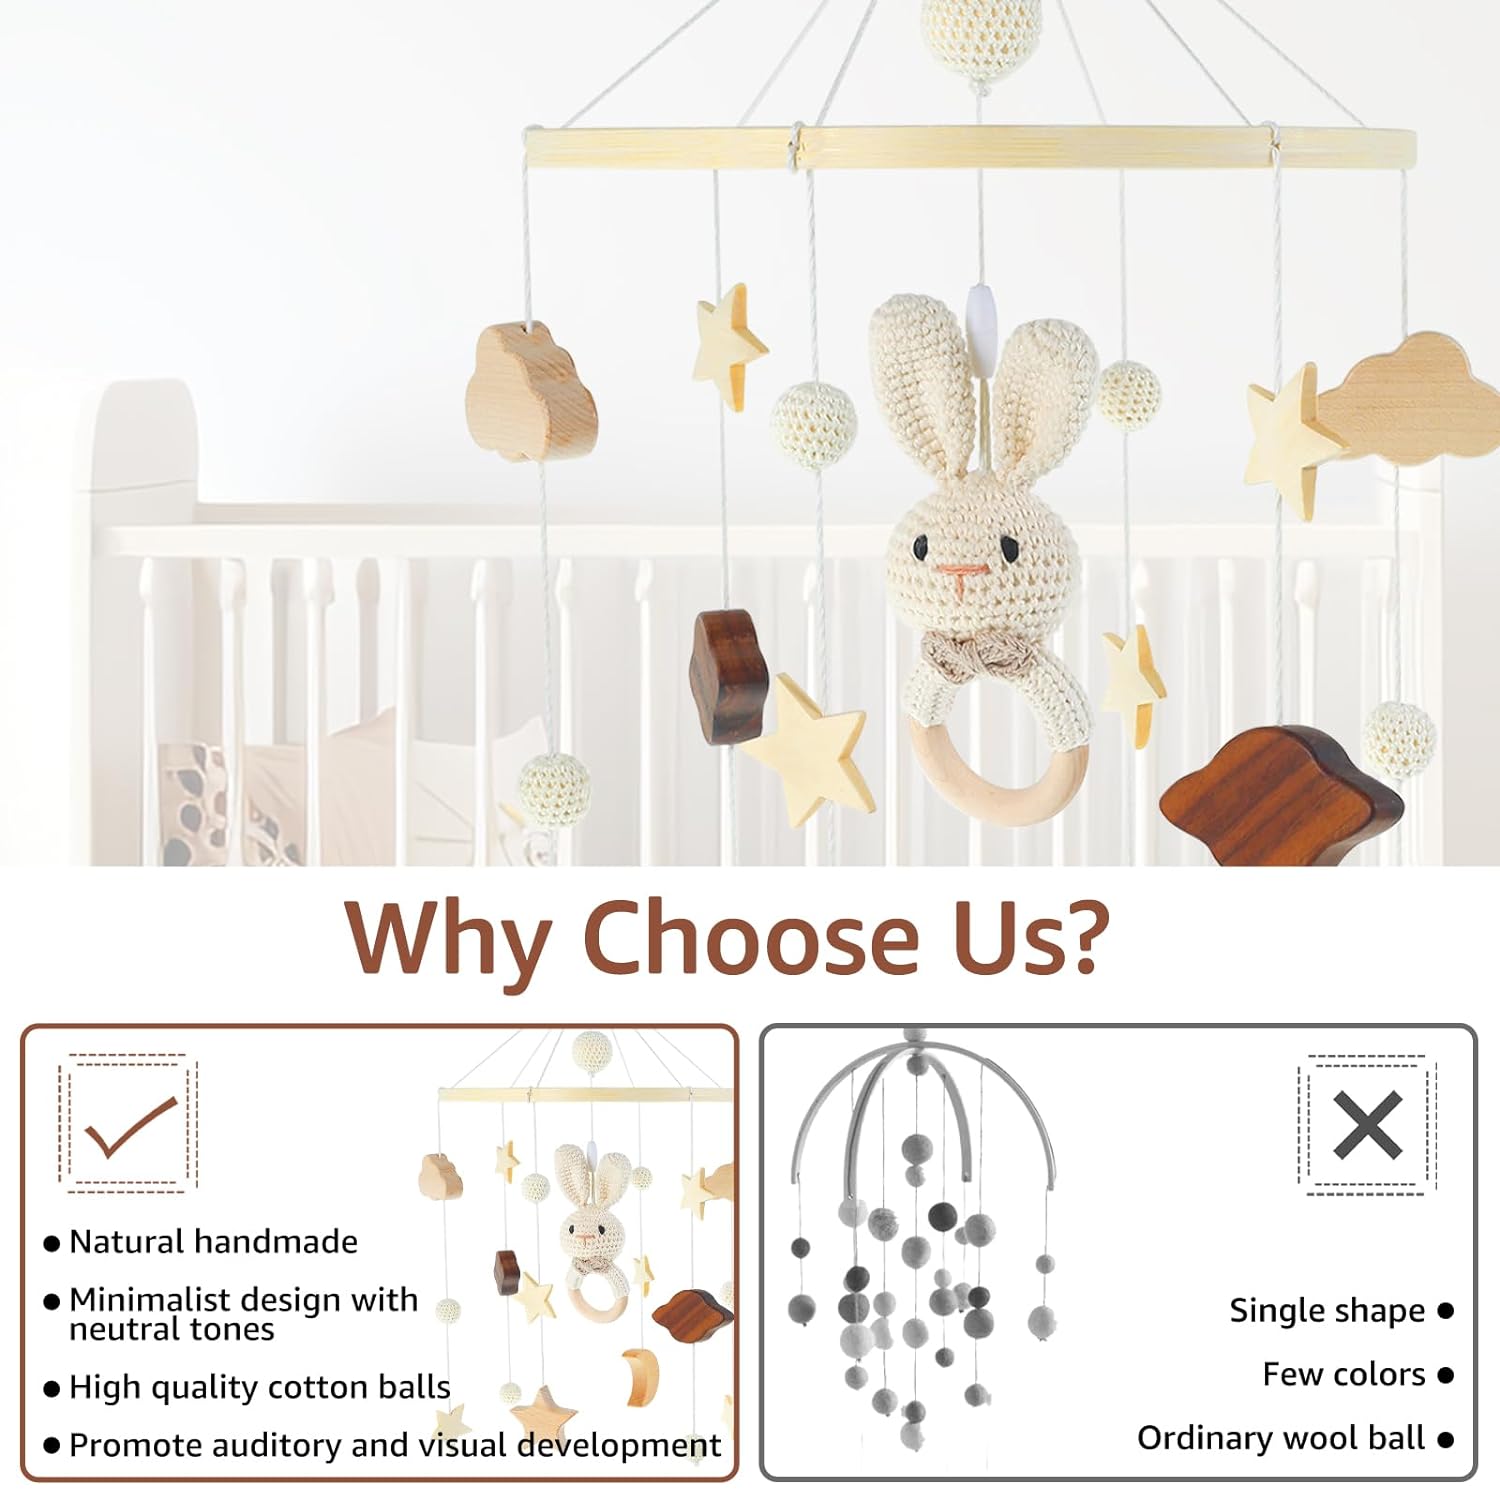 Why Choose Us?
Natural handmade
Minimalist design with
neutral tones
High quality cotton balls
Promote auditory and visual development
Single shape
Few colors
Ordinary wool ball